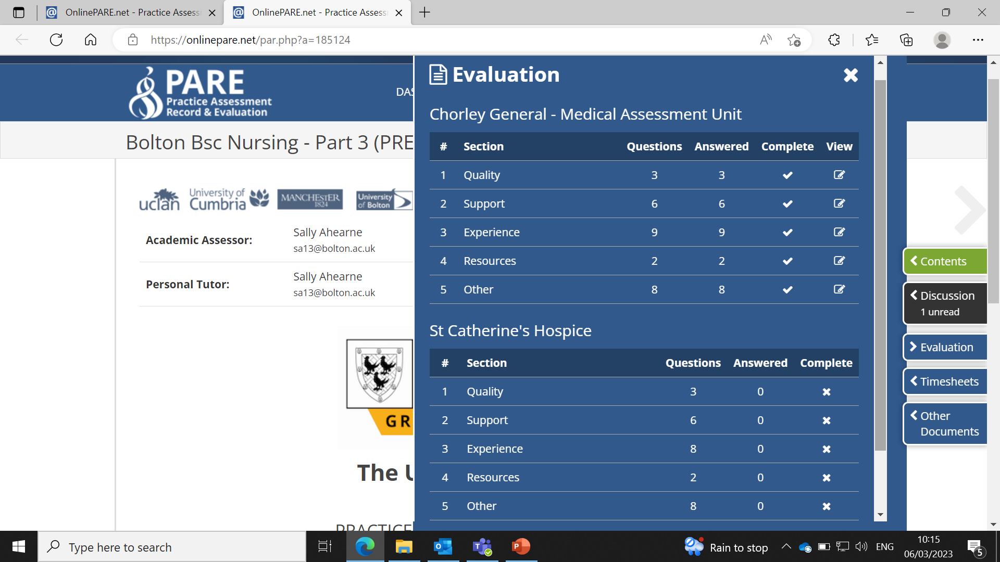 OnlinePARE.net - Practice Assess
OnlinePARE.net - Practice Assess
https://onlinepare.net/par.php?a=185124
PARE
Practice Assessment
Record & Evaluation
DAS
Bolton Bsc Nursing - Part 3 (PRE
uclan
University of
Cumbria
MANCHESTER
1824
University
of Bolton
Academic Assessor:
Sally Ahearne
sa13@bolton.ac.uk
Personal Tutor:
Sally Ahearne
sa13@bolton.ac.uk
GR
The U
PRACTICE
Evaluation
Chorley General - Medical Assessment Unit
# Section Questions Answered Complete View
1 Quality 3 3
2 Support 6 6
3 Experience 9 9
4 Resources 2 2
5 Other 8 8
St Catherine's Hospice
# Section Questions Answered Complete
1 Quality 3 0
2 Support 6 0
3 Experience 8 0
4 Resources 2 0
5 Other 8 0
Contents
Discussion
1 unread
Evaluation
Timesheets
Other
Documents
Type here to search
Rain to stop
ENG
10:15
06/03/2023
5